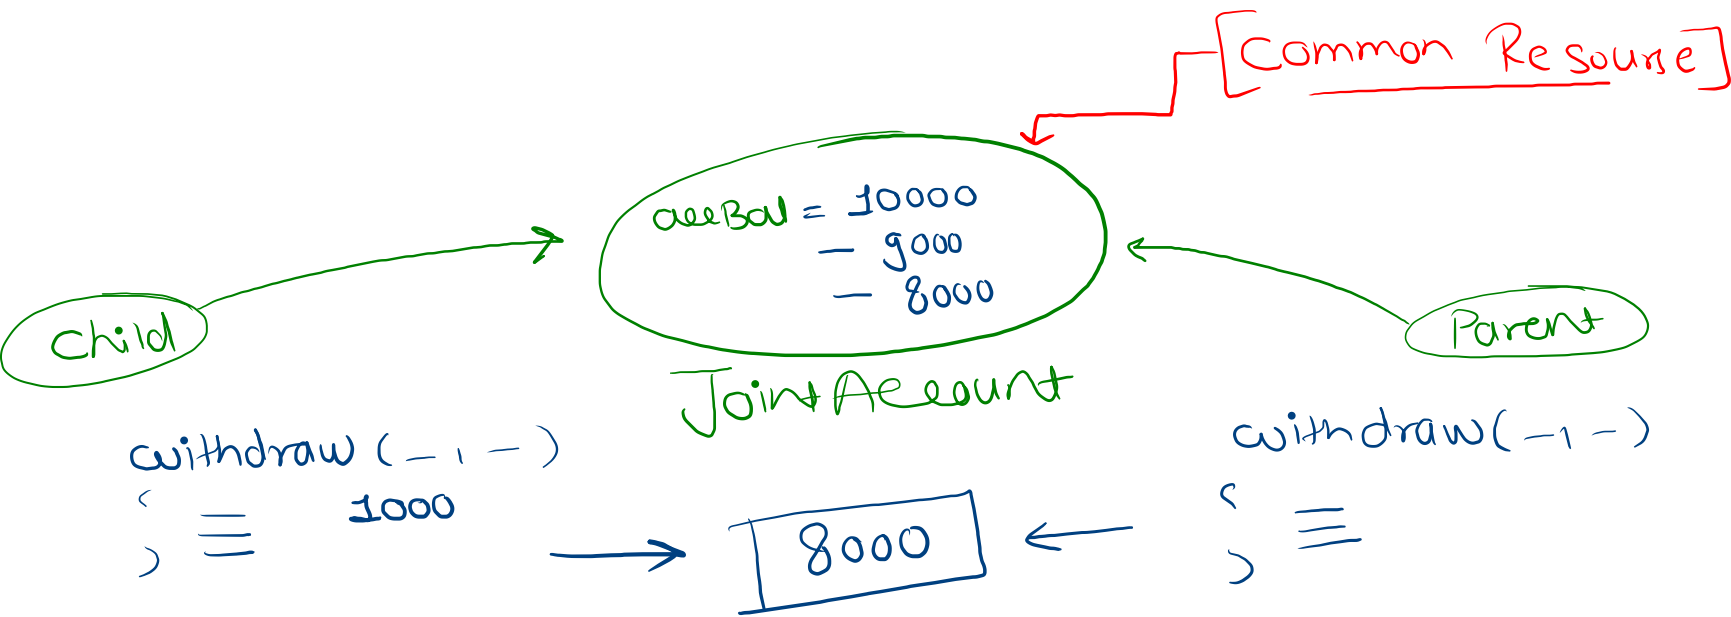 [Common Resourse]
accBal = 10000
- 9000
- 8000
Child
Parent
JointAccount
withdraw(-,-)
{ 1000
}
withdraw(-,-)
{
}
8000